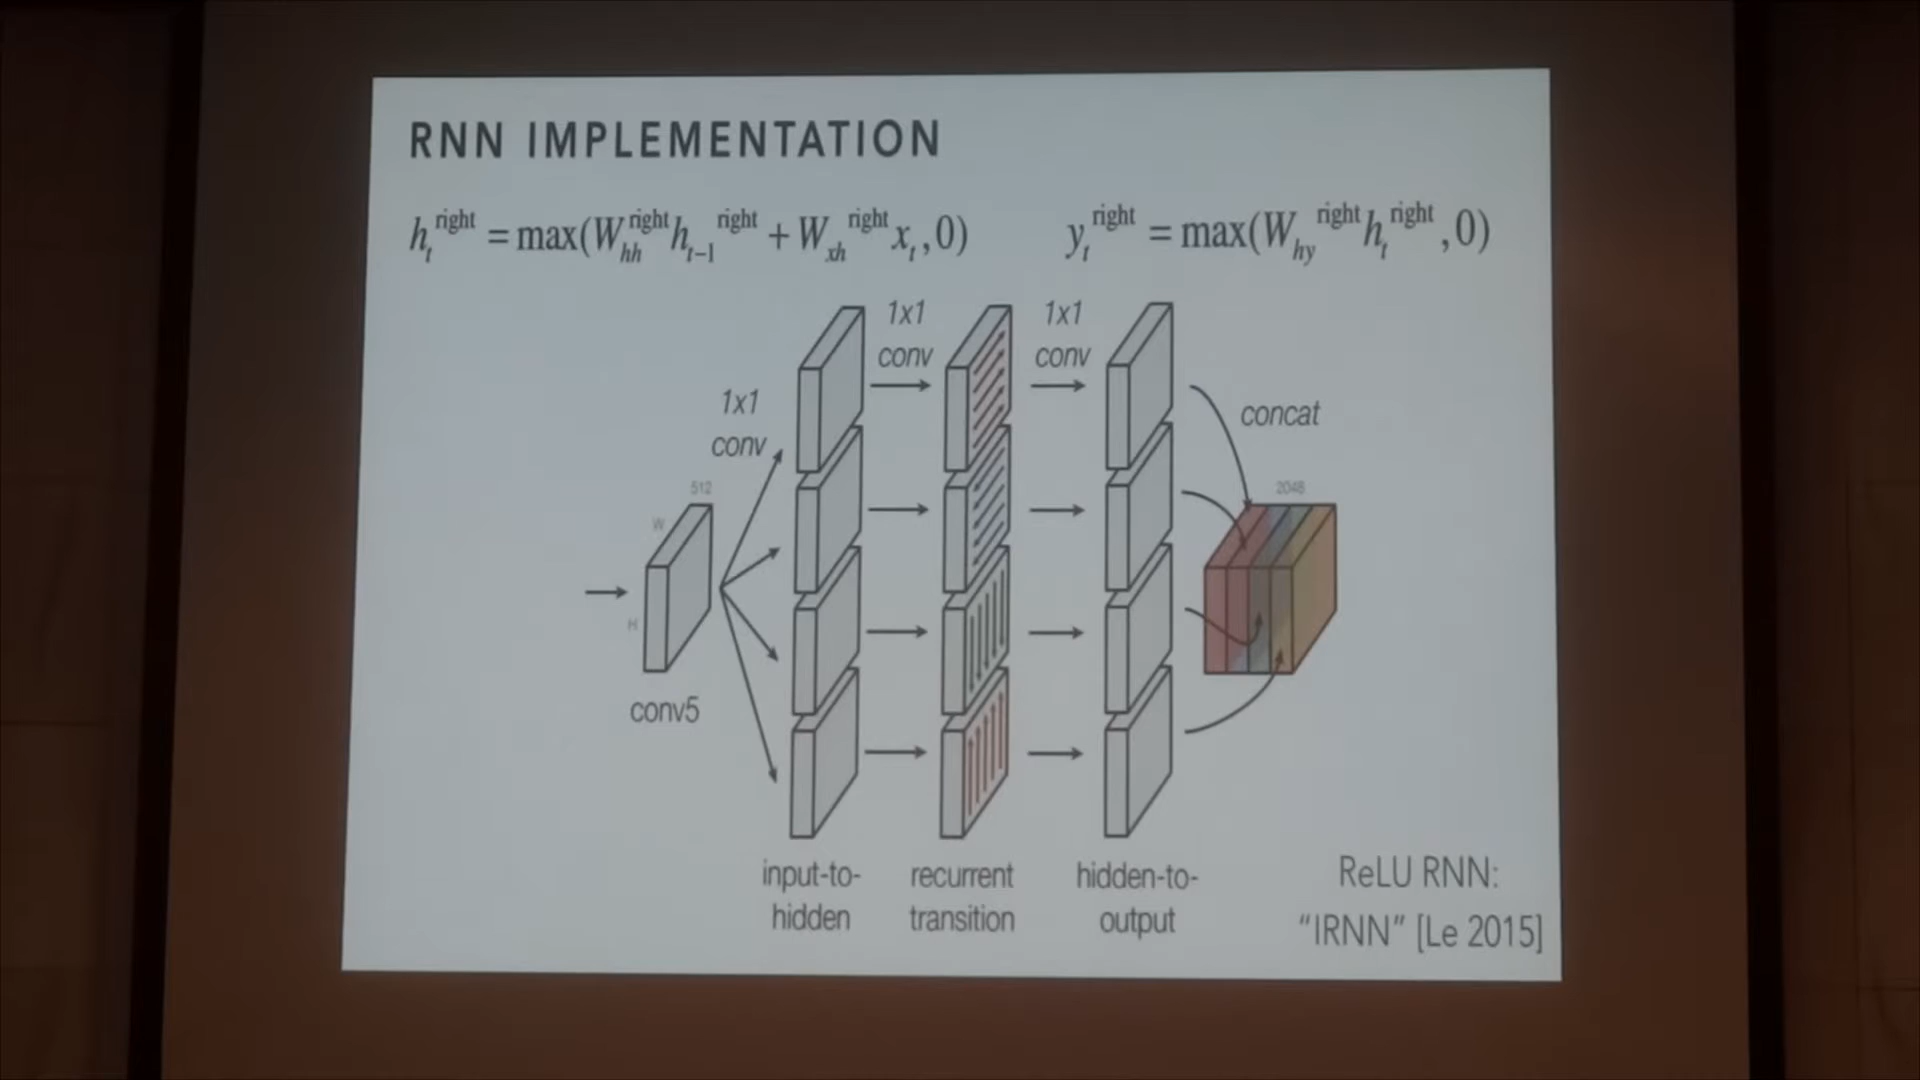 RNN IMPLEMENTATION
h_t^right = max(W_hh^right h_t-1^right + W_xh^right x_t, 0)
y_t^right = max(W_hy^right h_t^right, 0)
1x1
conv
1x1
conv
1x1
conv
concat
512
W
H
2048
conv5
input-to-
hidden
recurrent
transition
hidden-to-
output
ReLU RNN:
“IRNN” [Le 2015]